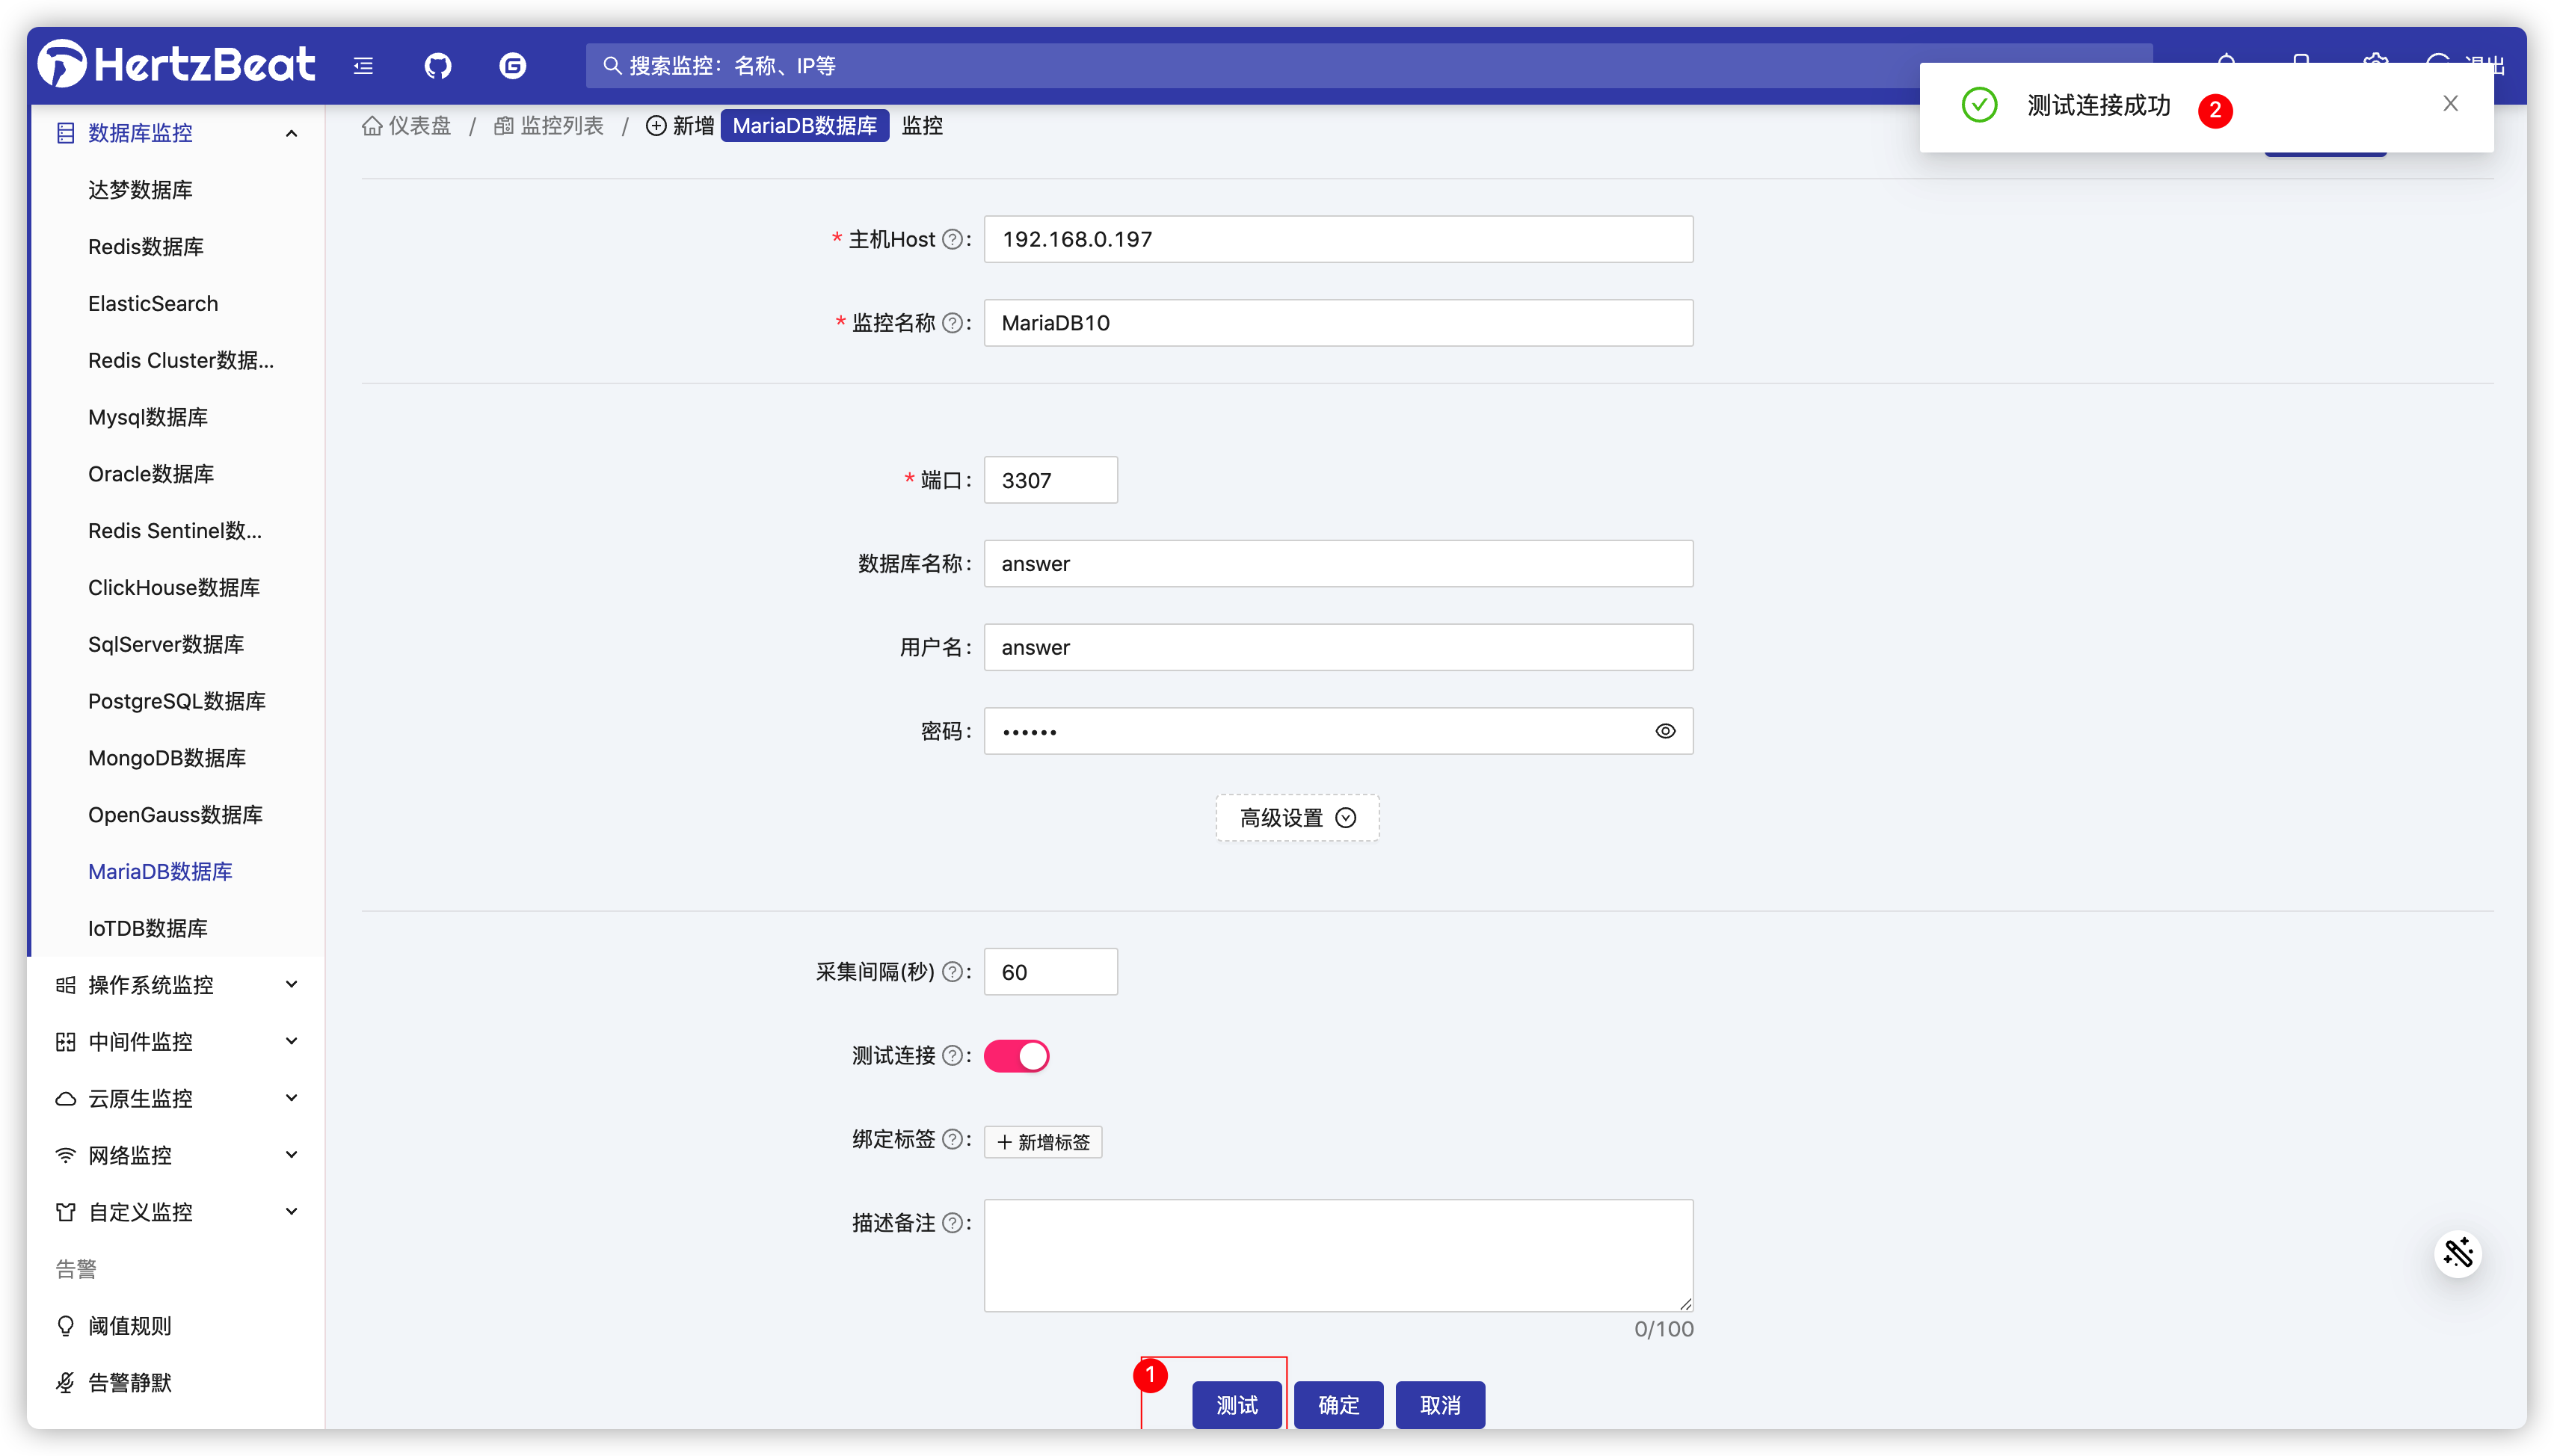 HertzBeat
搜索监控：名称、IP等
退出
测试连接成功 2
数据库监控
达梦数据库
Redis数据库
ElasticSearch
Redis Cluster数据...
Mysql数据库
Oracle数据库
Redis Sentinel数...
ClickHouse数据库
SqlServer数据库
PostgreSQL数据库
MongoDB数据库
OpenGauss数据库
MariaDB数据库
IoTDB数据库
操作系统监控
中间件监控
云原生监控
网络监控
自定义监控
告警
阈值规则
告警静默
仪表盘 / 监控列表 / 新增 MariaDB数据库 监控
* 主机Host ? : 192.168.0.197
* 监控名称 ? : MariaDB10
* 端口 : 3307
数据库名称 : answer
用户名 : answer
密码 : ••••••
高级设置
采集间隔(秒) ? : 60
测试连接 ? :
绑定标签 ? : + 新增标签
描述备注 ? :
0/100
1
测试 确定 取消